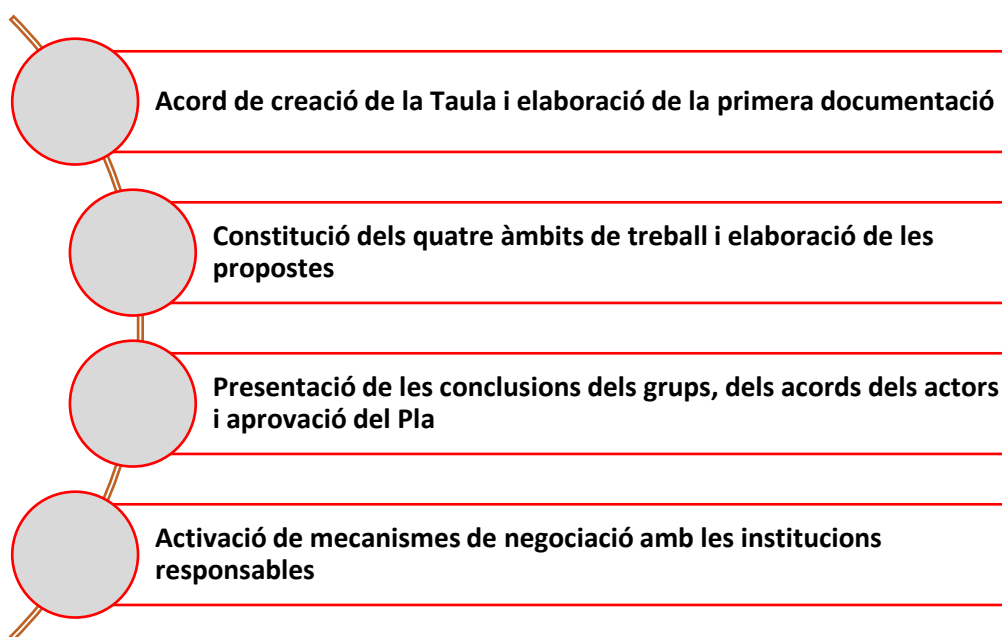 Acord de creació de la Taula i elaboració de la primera documentació
Constitució dels quatre àmbits de treball i elaboració de les
propostes
Presentació de les conclusions dels grups, dels acords dels actors
i aprovació del Pla
Activació de mecanismes de negociació amb les institucions
responsables